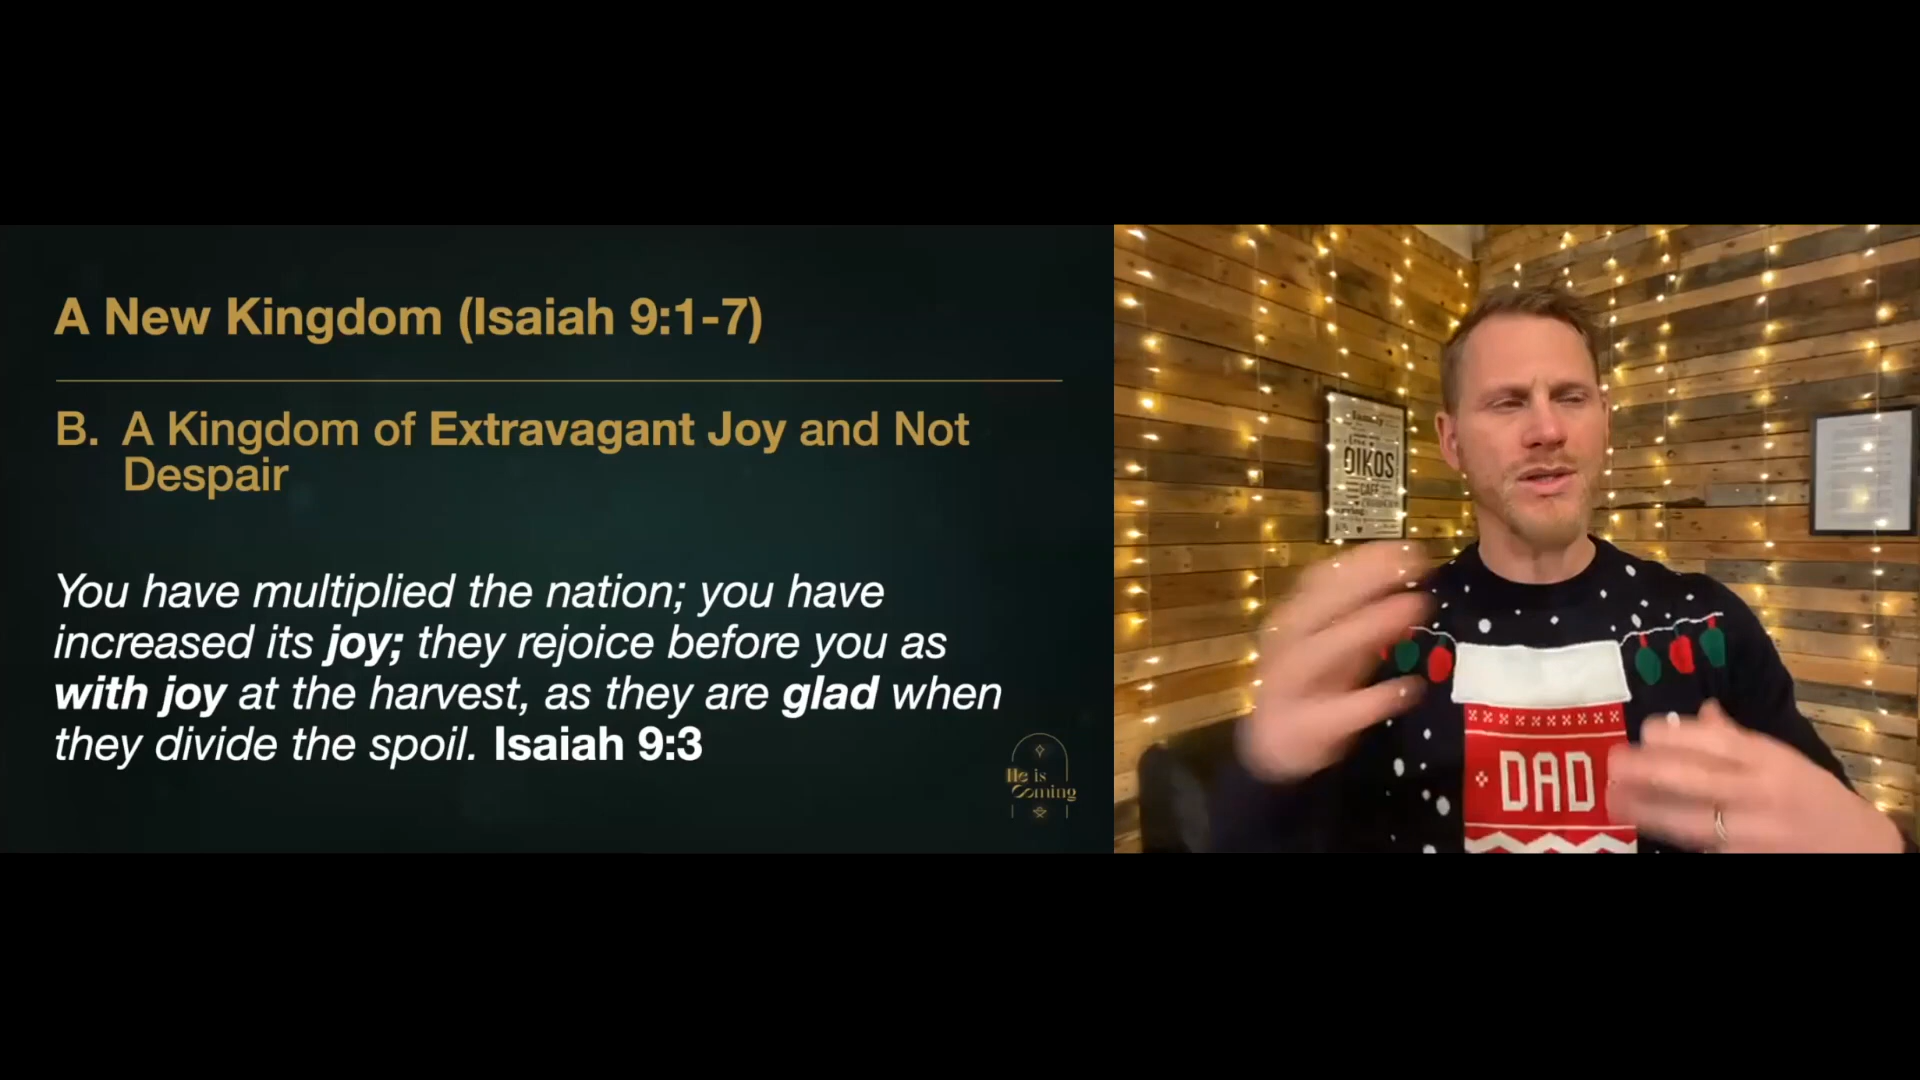 A New Kingdom (Isaiah 9:1-7)
B. A Kingdom of Extravagant Joy and Not
Despair
You have multiplied the nation; you have
increased its joy; they rejoice before you as
with joy at the harvest, as they are glad when
they divide the spoil. Isaiah 9:3
He is
Coming
OIKOS
CAFE
DAD